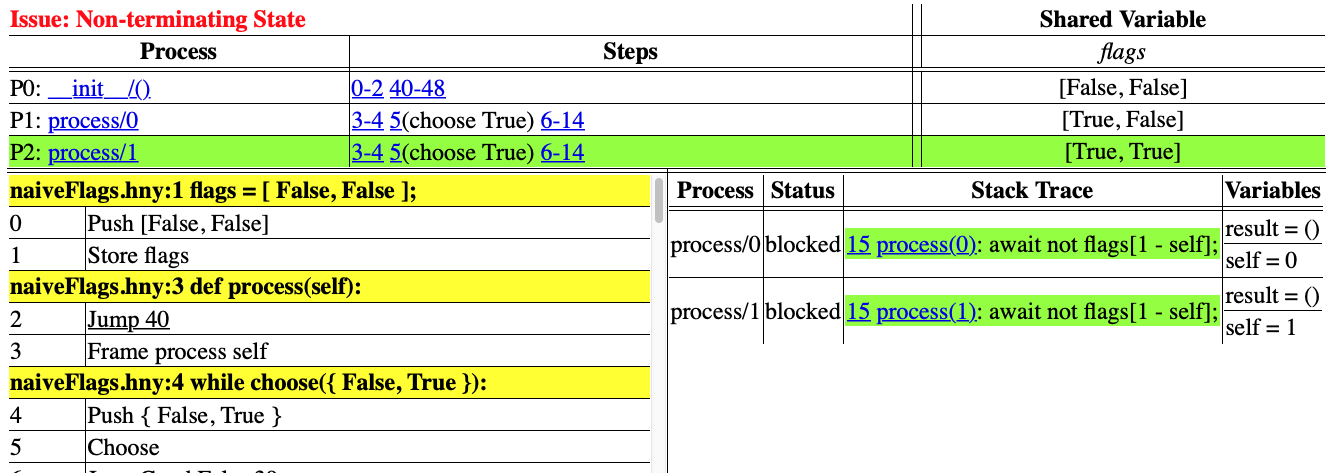 Issue: Non-terminating State
Shared Variable
Process Steps flags
P0: __init__/() 0-2 40-48 [False, False]
P1: process/0 3-4 5(choose True) 6-14 [True, False]
P2: process/1 3-4 5(choose True) 6-14 [True, True]
naiveFlags.hny:1 flags = [ False, False ];
0 Push [False, False]
1 Store flags
naiveFlags.hny:3 def process(self):
2 Jump 40
3 Frame process self
naiveFlags.hny:4 while choose({ False, True }):
4 Push { False, True }
5 Choose
Process Status Stack Trace Variables
process/0 blocked 15 process(0): await not flags[1 - self]; result = ()
self = 0
process/1 blocked 15 process(1): await not flags[1 - self]; result = ()
self = 1